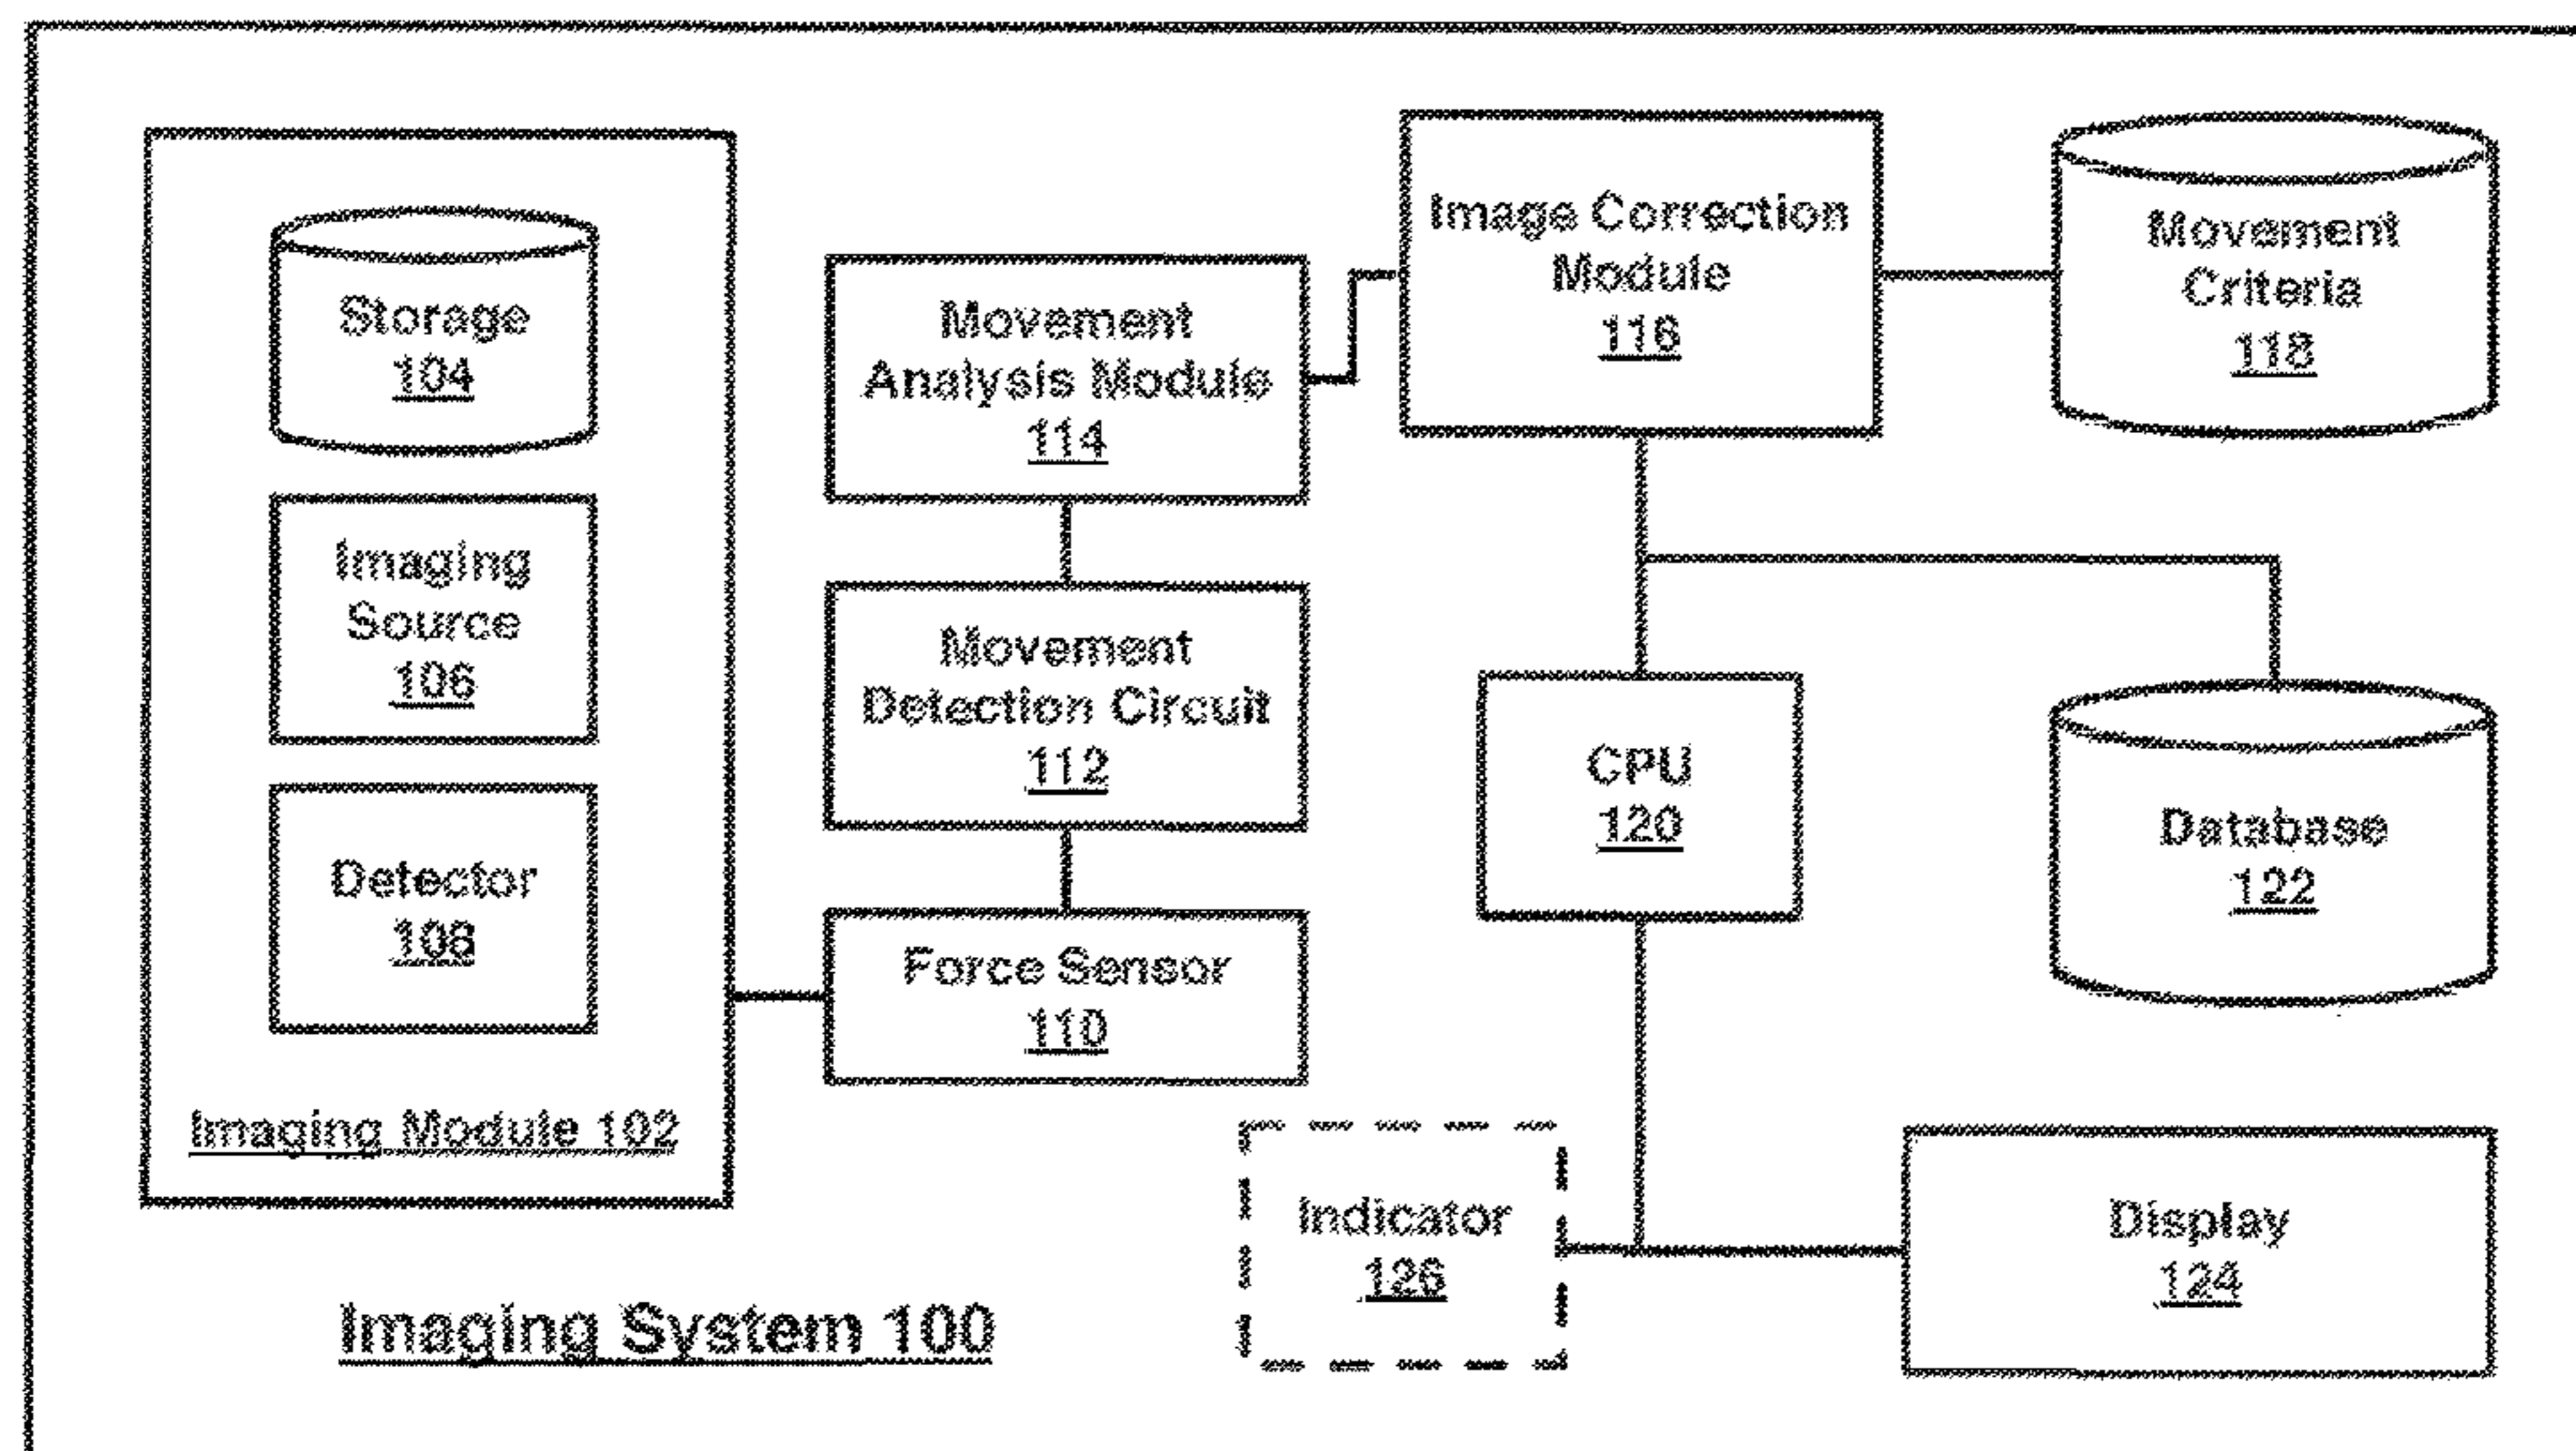 Storage
104
Imaging
Source
106
Detector
108
Imaging Module 102
Movement
Analysis Module
114
Movement
Detection Circuit
112
Force Sensor
110
Image Correction
Module
116
Movement
Criteria
118
CPU
120
Database
122
Indicator
126
Display
124
Imaging System 100